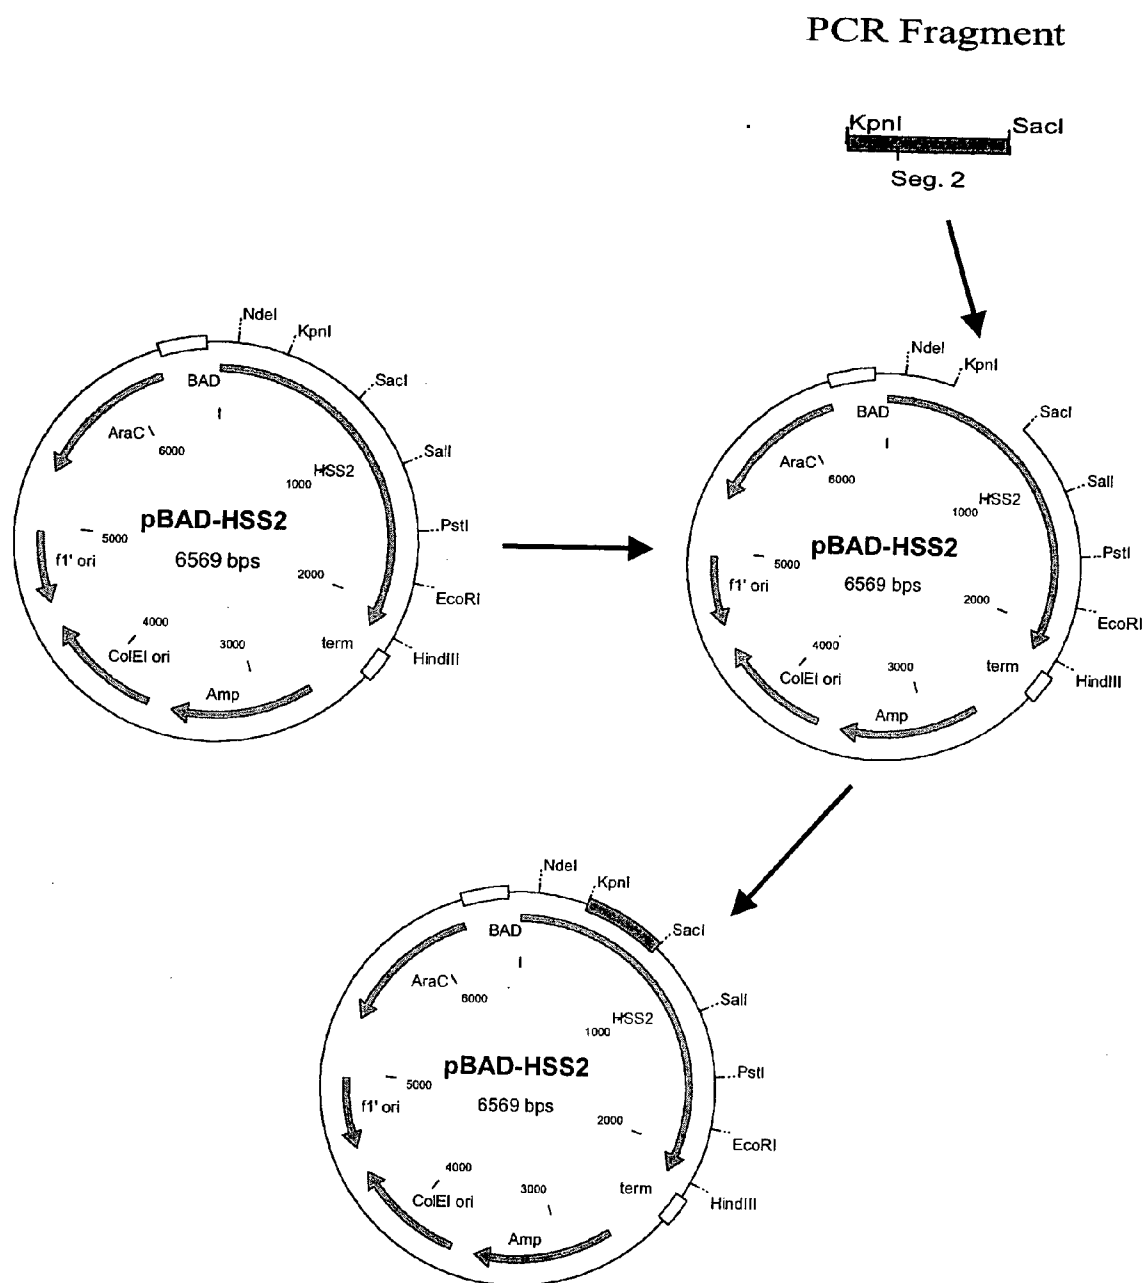 PCR Fragment
KpnI
SacI
Seg. 2
NdeI
KpnI
SacI
SalI
PstI
EcoRI
HindIII
BAD
AraC
6000
HSS2
1000
pBAD-HSS2
6569 bps
5000
f1' ori
2000
4000
ColEI ori
3000
term
Amp
NdeI
KpnI
SacI
SalI
PstI
EcoRI
HindIII
BAD
AraC
6000
HSS2
1000
pBAD-HSS2
6569 bps
5000
f1' ori
2000
4000
ColEI ori
3000
term
Amp
NdeI
KpnI
SacI
SalI
PstI
EcoRI
HindIII
BAD
AraC
6000
HSS2
1000
pBAD-HSS2
6569 bps
5000
f1' ori
2000
4000
ColEI ori
3000
term
Amp